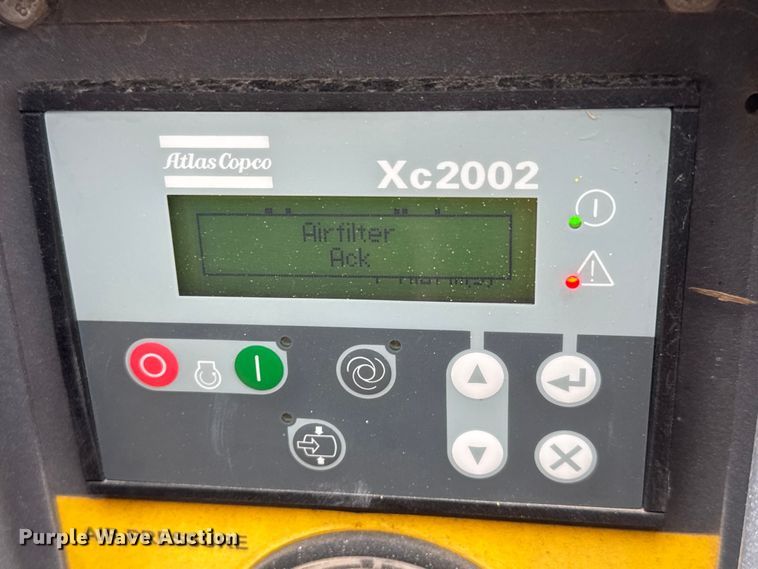 Atlas Copco
Xc2002
Airfilter
Ack
Purple Wave Auction